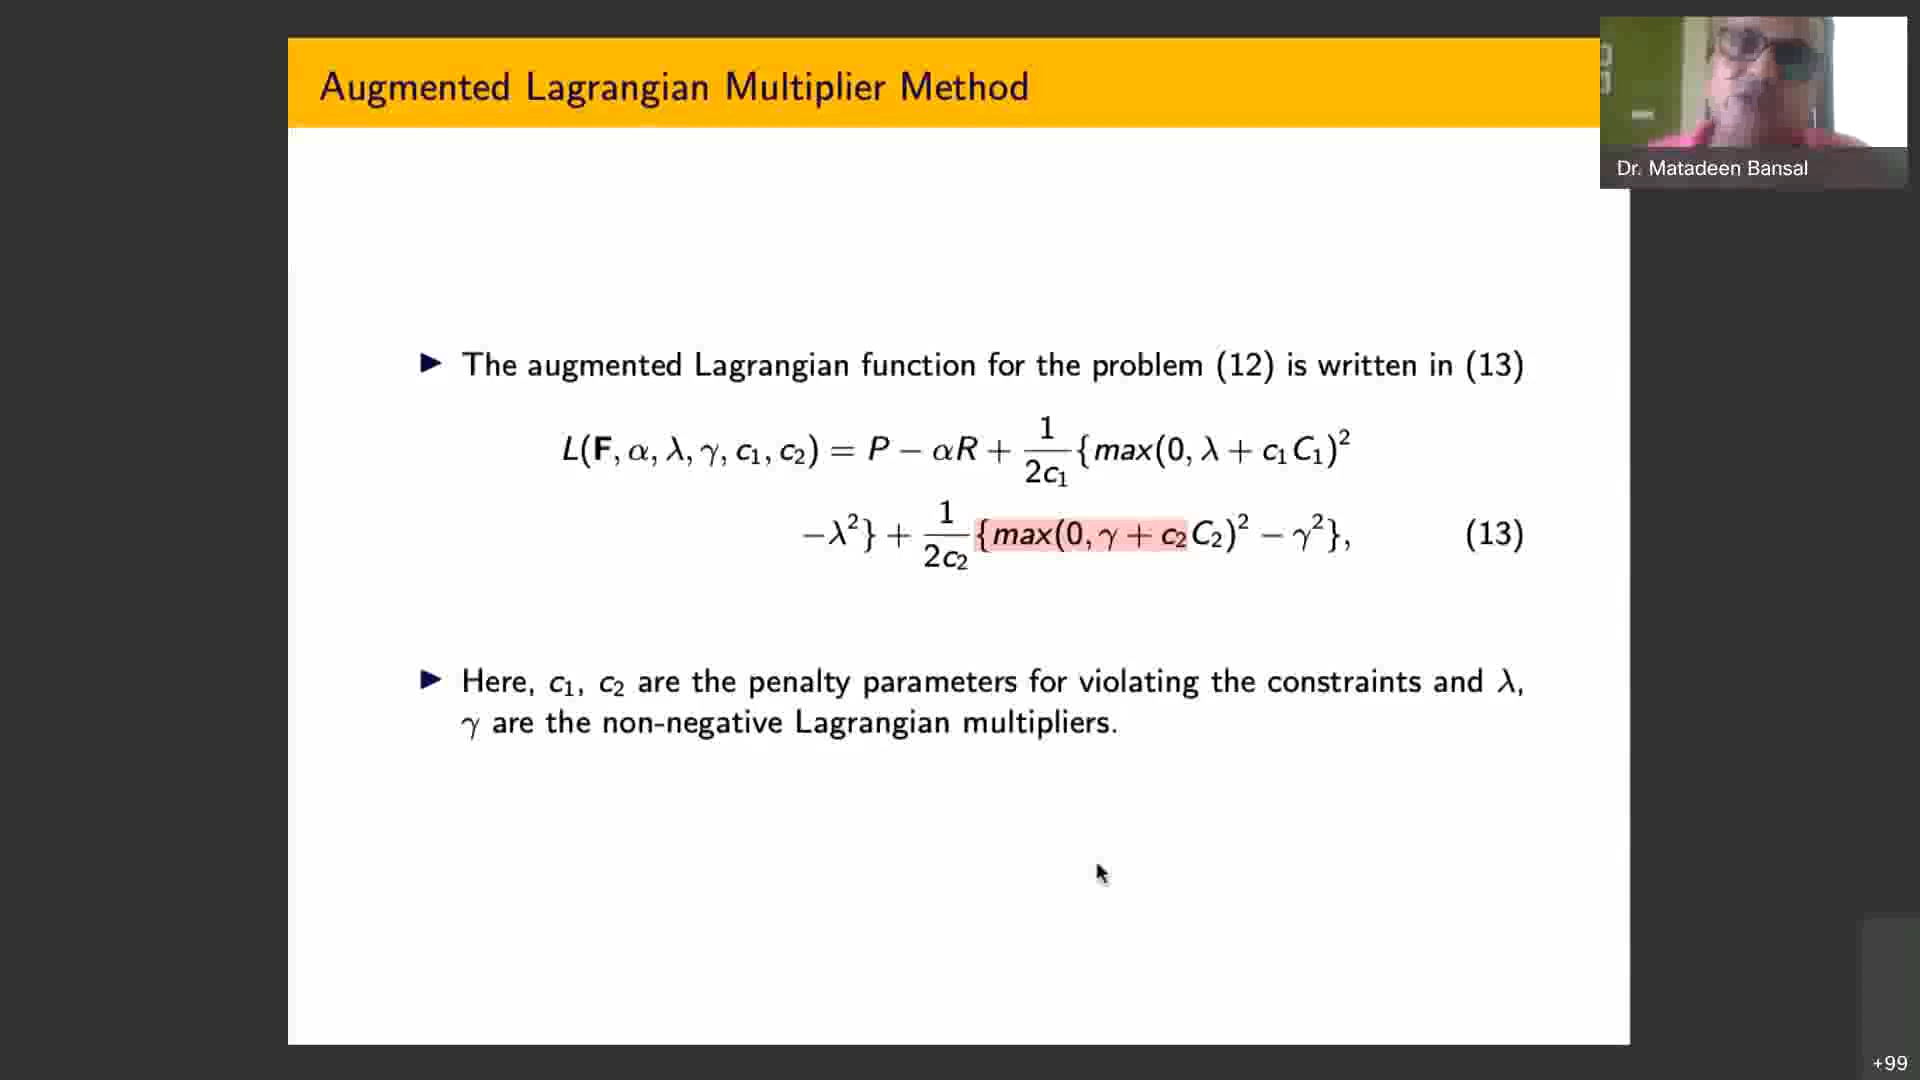 Augmented Lagrangian Multiplier Method
Dr. Matadeen Bansal
▶ The augmented Lagrangian function for the problem (12) is written in (13)
L(F, α, λ, γ, c₁, c₂) = P − αR + 1/2c₁ {max(0, λ + c₁C₁)²
−λ²} + 1/2c₂ {max(0, γ + c₂C₂)² − γ²}, (13)
▶ Here, c₁, c₂ are the penalty parameters for violating the constraints and λ,
γ are the non-negative Lagrangian multipliers.
+99